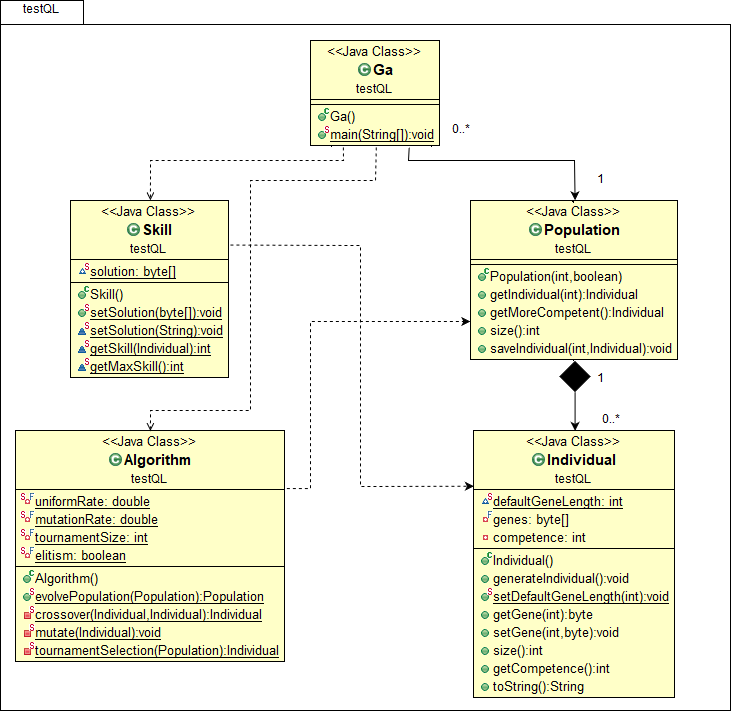 testQL
<<Java Class>>
Ga
testQL
Ga()
main(String[]):void
0..*
1
<<Java Class>>
Skill
testQL
solution: byte[]
Skill()
setSolution(byte[]):void
setSolution(String):void
getSkill(Individual):int
getMaxSkill():int
<<Java Class>>
Population
testQL
Population(int,boolean)
getIndividual(int):Individual
getMoreCompetent():Individual
size():int
saveIndividual(int,Individual):void
1
0..*
<<Java Class>>
Algorithm
testQL
uniformRate: double
mutationRate: double
tournamentSize: int
elitism: boolean
Algorithm()
evolvePopulation(Population):Population
crossover(Individual,Individual):Individual
mutate(Individual):void
tournamentSelection(Population):Individual
<<Java Class>>
Individual
testQL
defaultGeneLength: int
genes: byte[]
competence: int
Individual()
generateIndividual():void
setDefaultGeneLength(int):void
getGene(int):byte
setGene(int,byte):void
size():int
getCompetence():int
toString():String